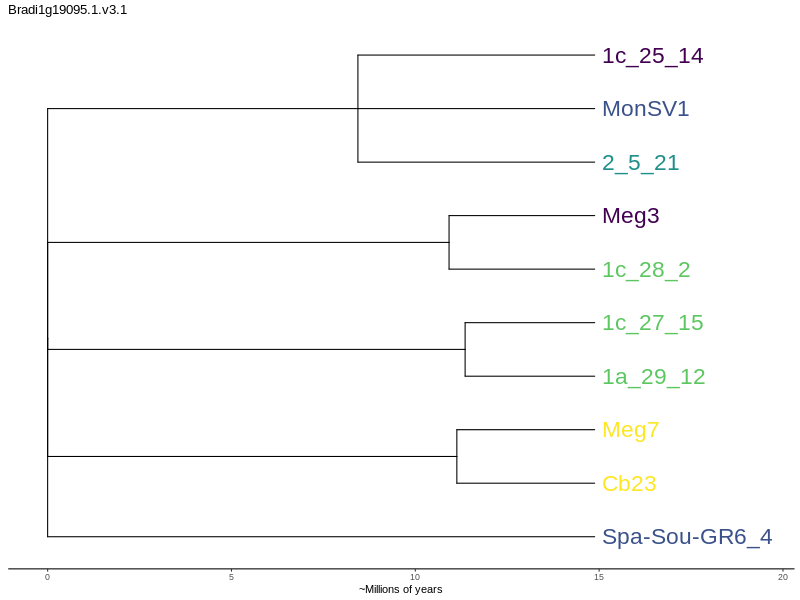 Bradi1g19095.1.v3.1
1c_25_14
MonSV1
2_5_21
Meg3
1c_28_2
1c_27_15
1a_29_12
Meg7
Cb23
Spa-Sou-GR6_4
0 5 10 15 20
~Millions of years